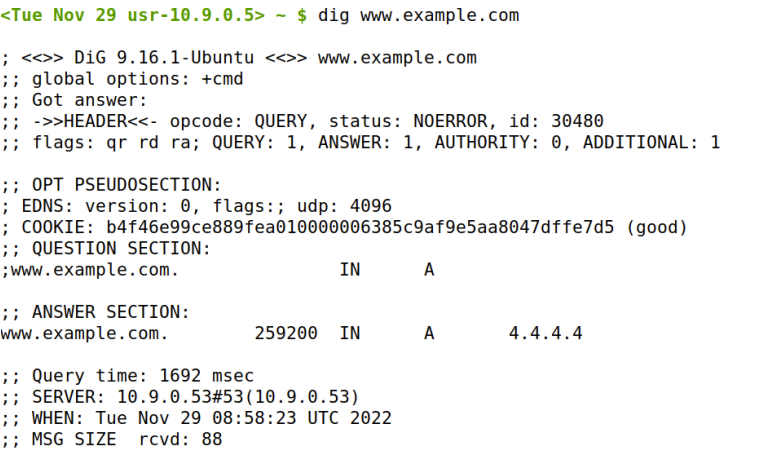 <Tue Nov 29 usr-10.9.0.5> ~ $ dig www.example.com
; <<>> DiG 9.16.1-Ubuntu <<>> www.example.com
;; global options: +cmd
;; Got answer:
;; ->>HEADER<<- opcode: QUERY, status: NOERROR, id: 30480
;; flags: qr rd ra; QUERY: 1, ANSWER: 1, AUTHORITY: 0, ADDITIONAL: 1
;; OPT PSEUDOSECTION:
; EDNS: version: 0, flags:; udp: 4096
; COOKIE: b4f46e99ce889fea010000006385c9af9e5aa8047dffe7d5 (good)
;; QUESTION SECTION:
;www.example.com. IN A
;; ANSWER SECTION:
www.example.com. 259200 IN A 4.4.4.4
;; Query time: 1692 msec
;; SERVER: 10.9.0.53#53(10.9.0.53)
;; WHEN: Tue Nov 29 08:58:23 UTC 2022
;; MSG SIZE rcvd: 88